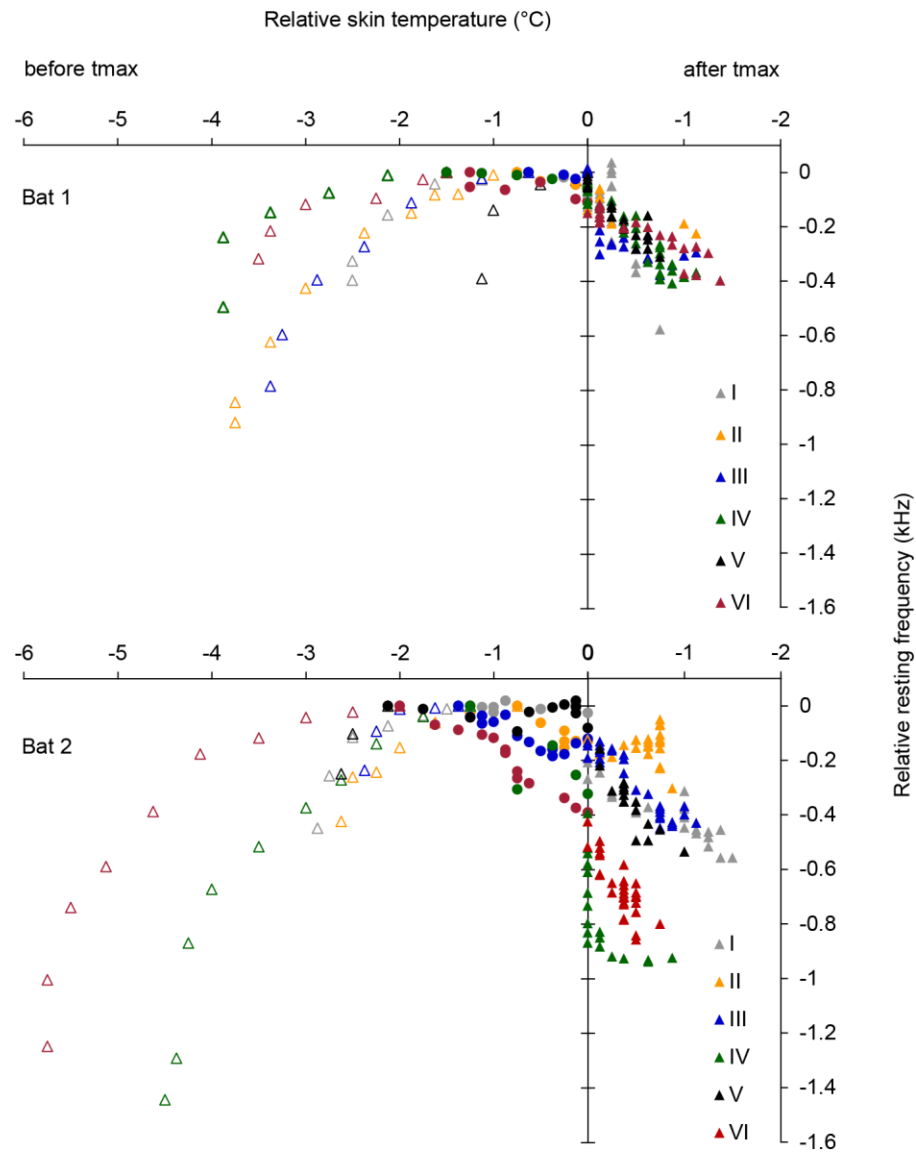 Relative skin temperature (°C)
before tmax after tmax
-6 -5 -4 -3 -2 -1 0 -1 -2
Bat 1
0
-0.2
-0.4
-0.6
-0.8
-1
-1.2
-1.4
-1.6
I
II
III
IV
V
VI
Relative resting frequency (kHz)
-6 -5 -4 -3 -2 -1 0 -1 -2
Bat 2
0
-0.2
-0.4
-0.6
-0.8
-1
-1.2
-1.4
-1.6
I
II
III
IV
V
VI